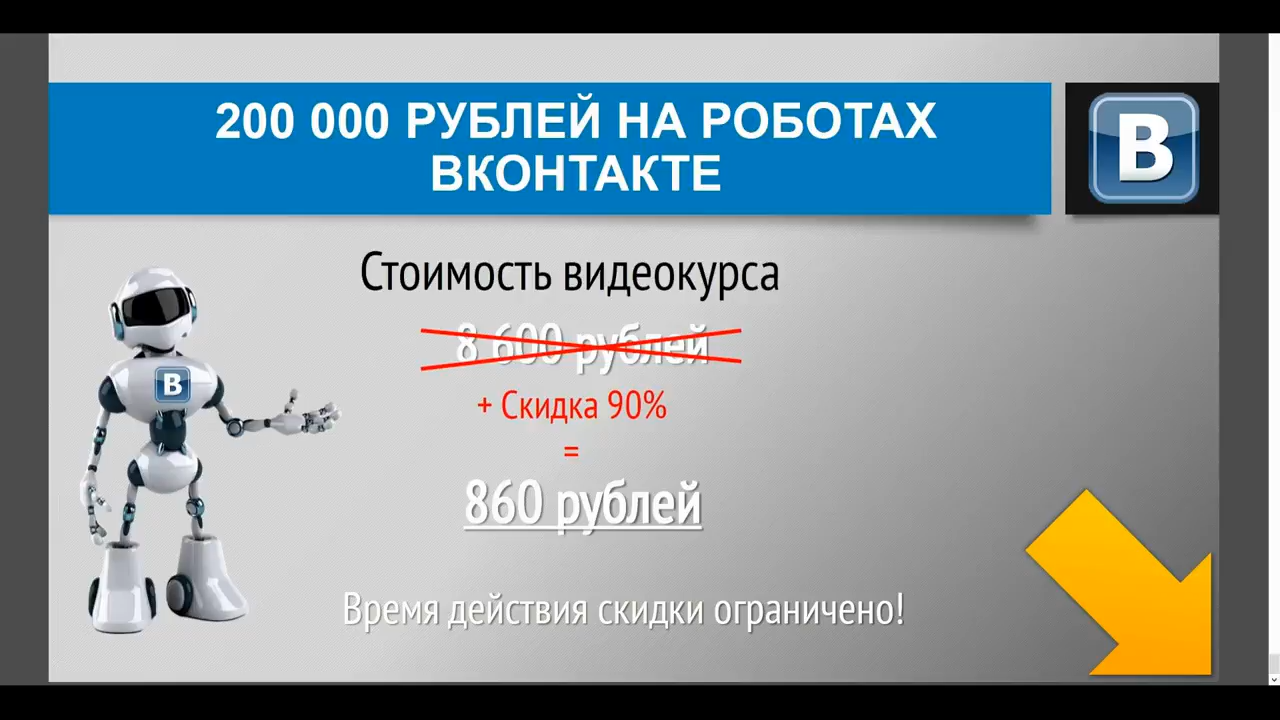 200 000 РУБЛЕЙ НА РОБОТАХ
ВКОНТАКТЕ
В
Стоимость видеокурса
8 600 рублей
+ Скидка 90%
В
=
860 рублей
Время действия скидки ограничено!